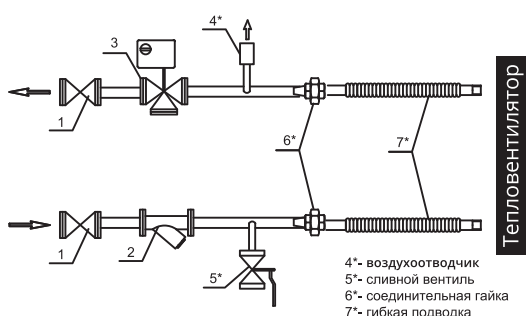 4*
3
1
6*
7*
Тепловентилятор
1
2
5*
4*- воздухоотводчик
5*- сливной вентиль
6*- соединительная гайка
7*- гибкая подводка